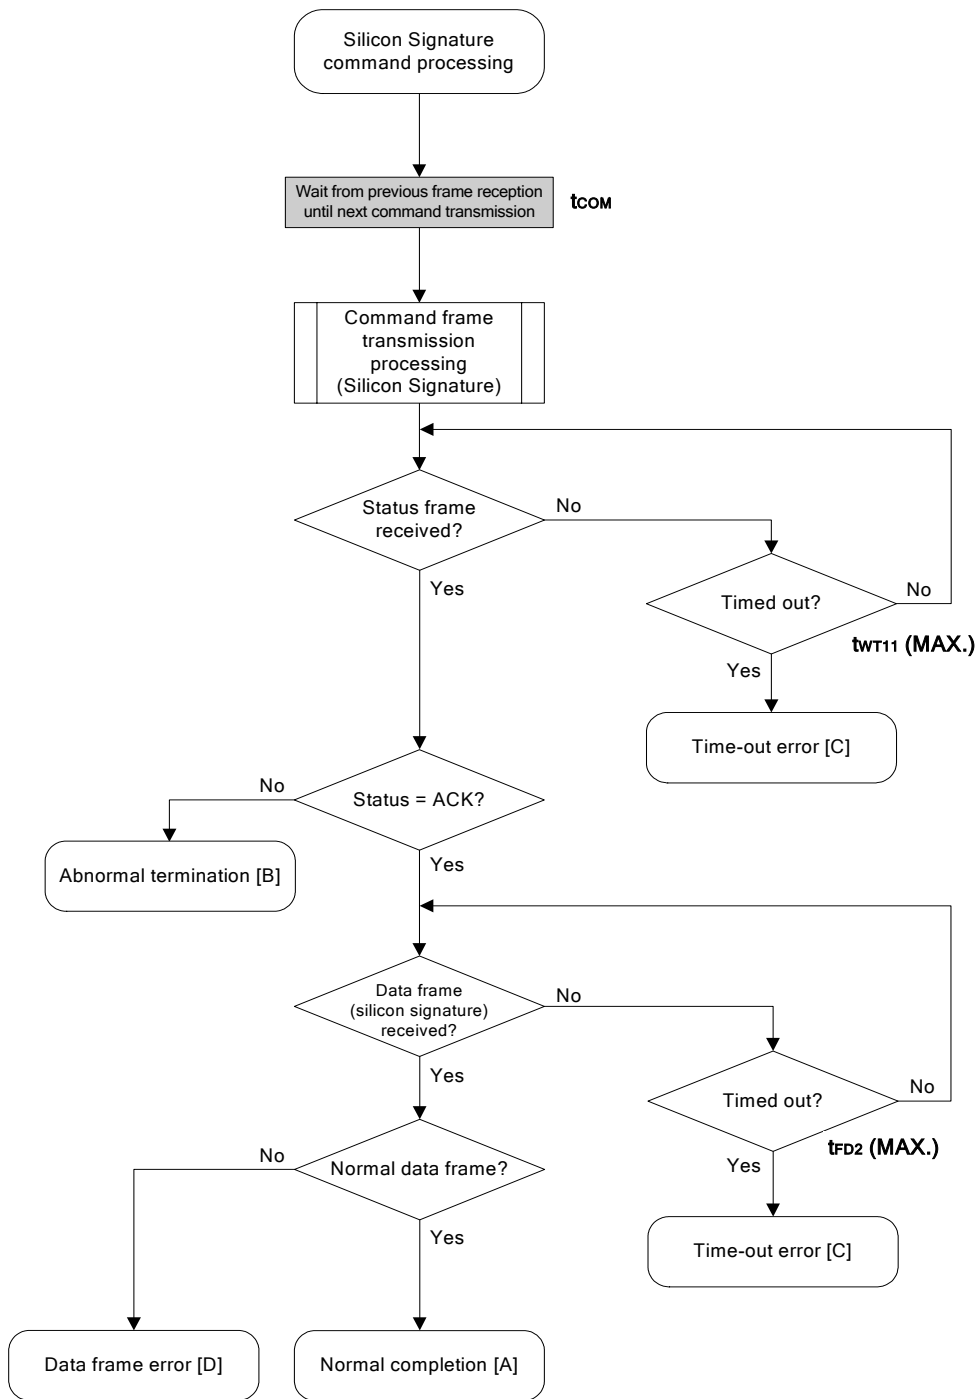 Silicon Signature
command processing
Wait from previous frame reception
until next command transmission
tCOM
Command frame
transmission
processing
(Silicon Signature)
Status frame
received?
No
Yes
Timed out?
No
tWT11 (MAX.)
Yes
Time-out error [C]
Status = ACK?
No
Abnormal termination [B]
Yes
Data frame
(silicon signature)
received?
No
Yes
Timed out?
No
tFD2 (MAX.)
Yes
Time-out error [C]
Normal data frame?
No
Yes
Data frame error [D]
Normal completion [A]